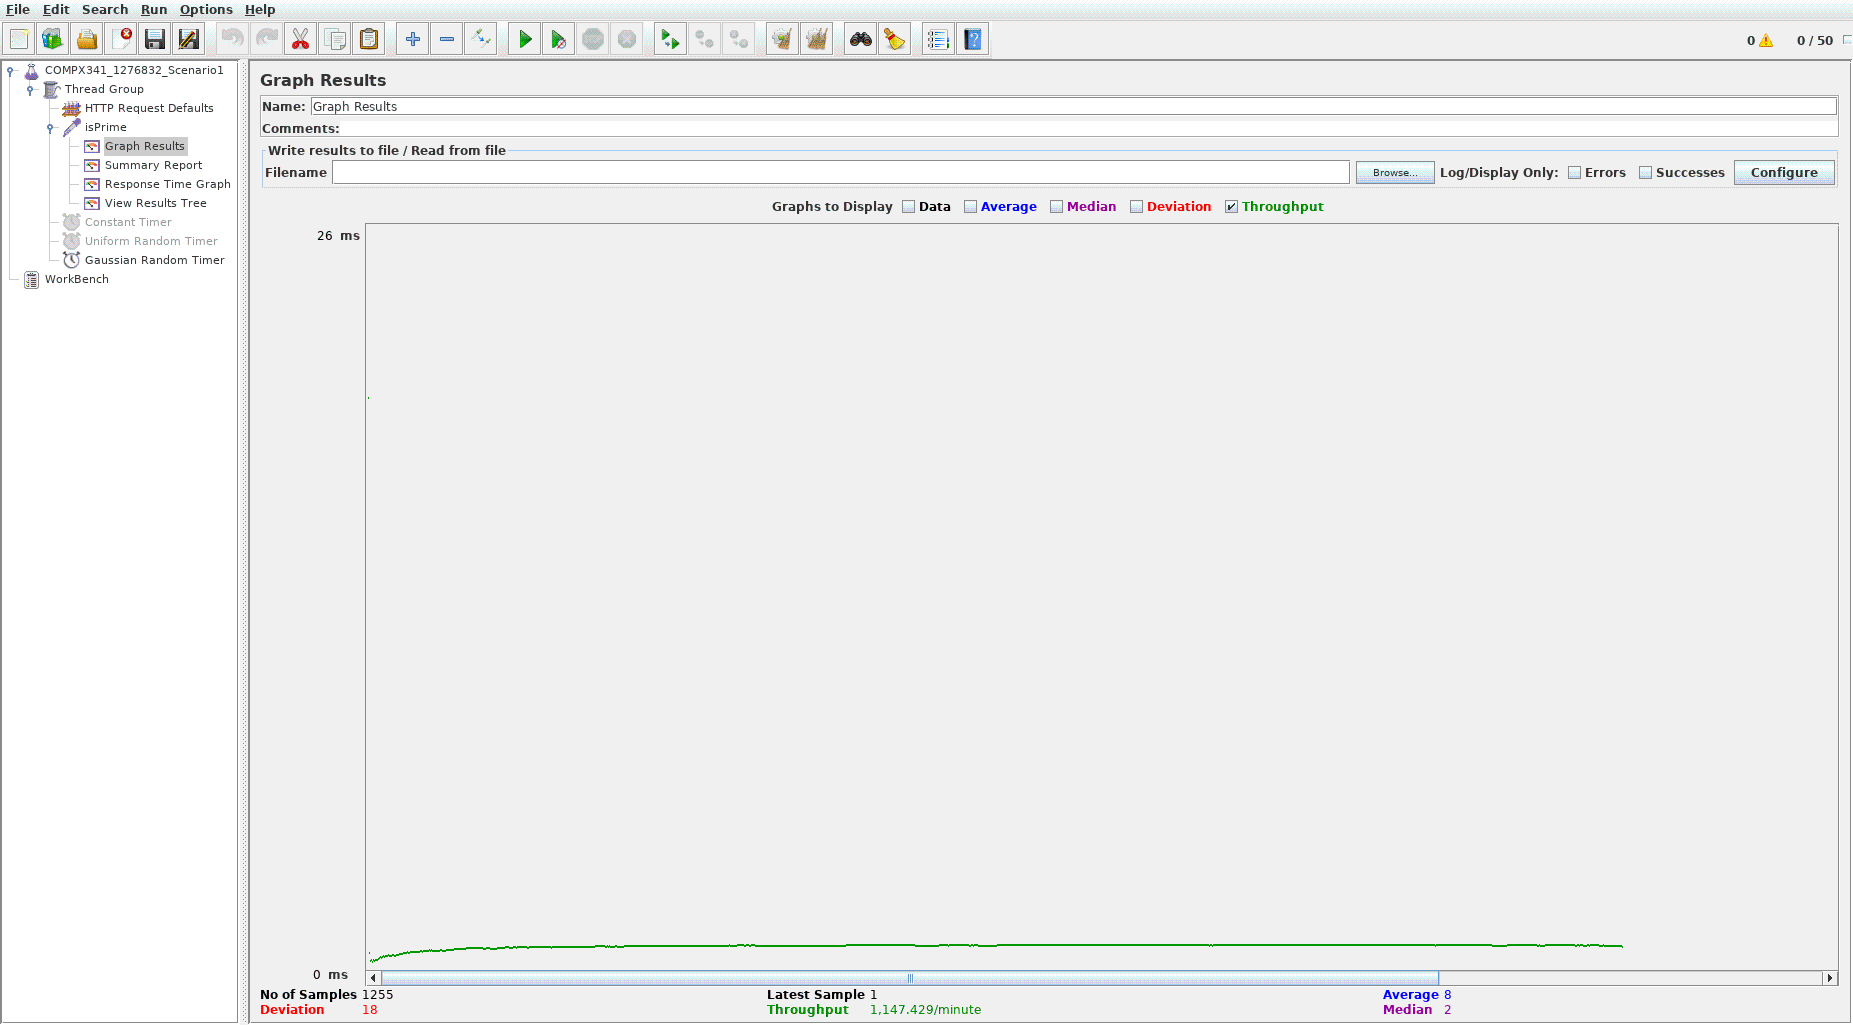 File Edit Search Run Options Help
0 0 / 50
COMPX341_1276832_Scenario1
Thread Group
HTTP Request Defaults
isPrime
Graph Results
Summary Report
Response Time Graph
View Results Tree
Constant Timer
Uniform Random Timer
Gaussian Random Timer
WorkBench
Graph Results
Name: Graph Results
Comments:
Write results to file / Read from file
Filename Browse... Log/Display Only: Errors Successes Configure
Graphs to Display Data Average Median Deviation Throughput
26 ms
0 ms
No of Samples 1255 Latest Sample 1 Average 8
Deviation 18 Throughput 1,147.429/minute Median 2